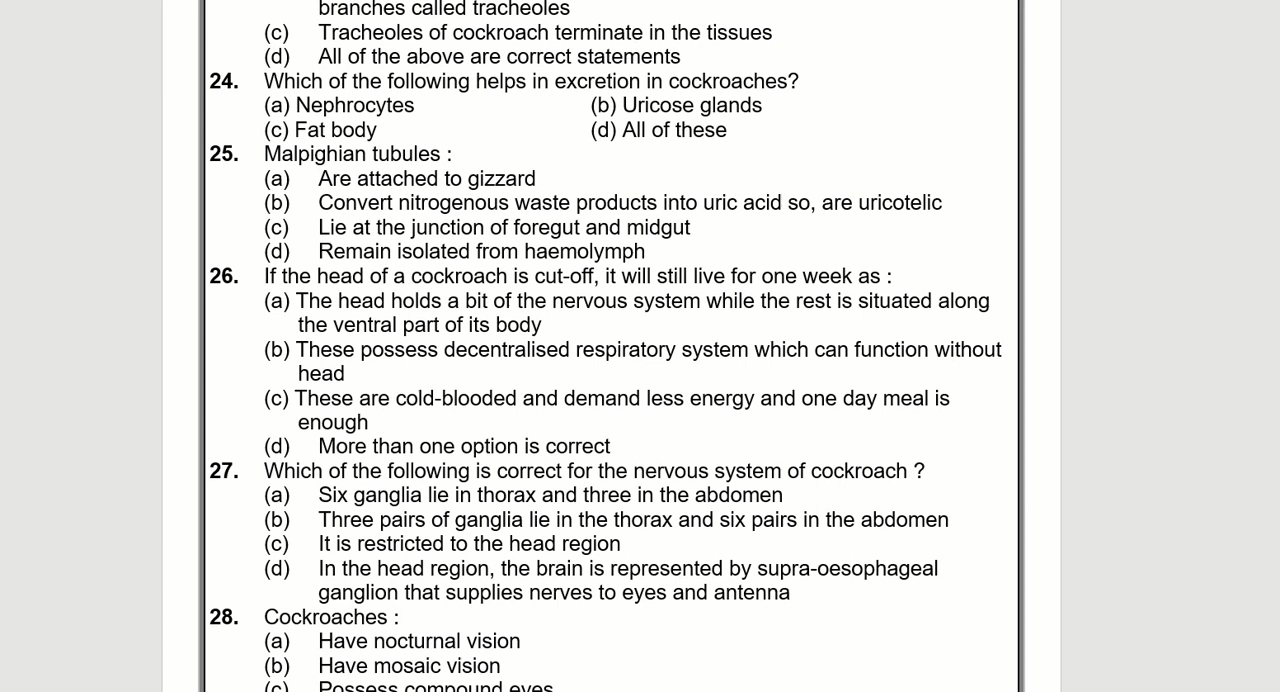 branches called tracheoles
(c) Tracheoles of cockroach terminate in the tissues
(d) All of the above are correct statements
24. Which of the following helps in excretion in cockroaches?
(a) Nephrocytes (b) Uricose glands
(c) Fat body (d) All of these
25. Malpighian tubules :
(a) Are attached to gizzard
(b) Convert nitrogenous waste products into uric acid so, are uricotelic
(c) Lie at the junction of foregut and midgut
(d) Remain isolated from haemolymph
26. If the head of a cockroach is cut-off, it will still live for one week as :
(a) The head holds a bit of the nervous system while the rest is situated along
the ventral part of its body
(b) These possess decentralised respiratory system which can function without
head
(c) These are cold-blooded and demand less energy and one day meal is
enough
(d) More than one option is correct
27. Which of the following is correct for the nervous system of cockroach ?
(a) Six ganglia lie in thorax and three in the abdomen
(b) Three pairs of ganglia lie in the thorax and six pairs in the abdomen
(c) It is restricted to the head region
(d) In the head region, the brain is represented by supra-oesophageal
ganglion that supplies nerves to eyes and antenna
28. Cockroaches :
(a) Have nocturnal vision
(b) Have mosaic vision
(c) Possess compound eyes